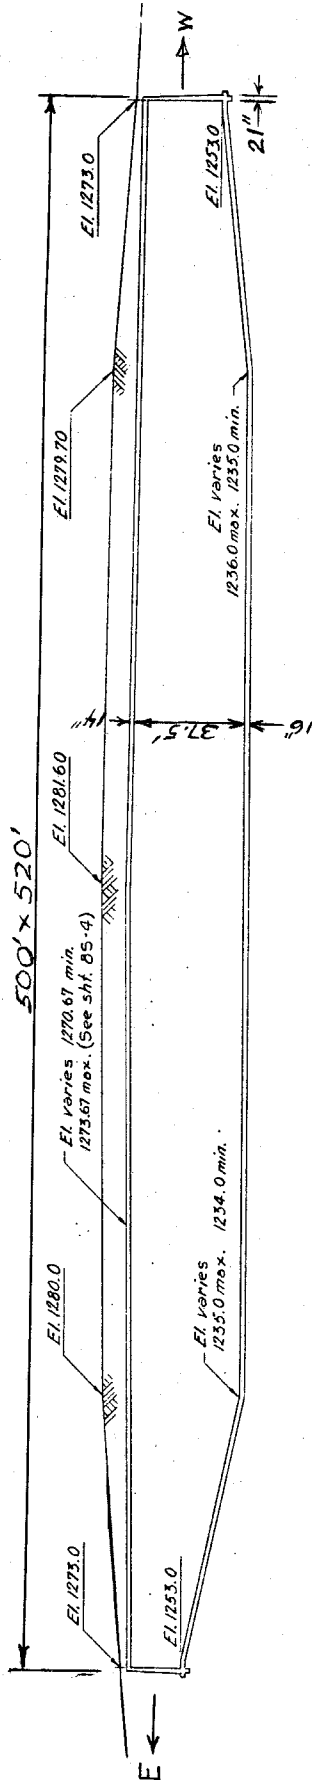 500' x 520'
E
W
El. 1273.0
El. 1280.0
El. varies 1270.67 min.
1273.67 max. (See sht. 8S-4)
El. 1281.60
El. 1279.70
El. 1273.0
14"
37.5'
16"
El. 1253.0
El. varies
1235.0 max. 1234.0 min.
El. varies
1236.0 max. 1235.0 min.
El. 1253.0
21"